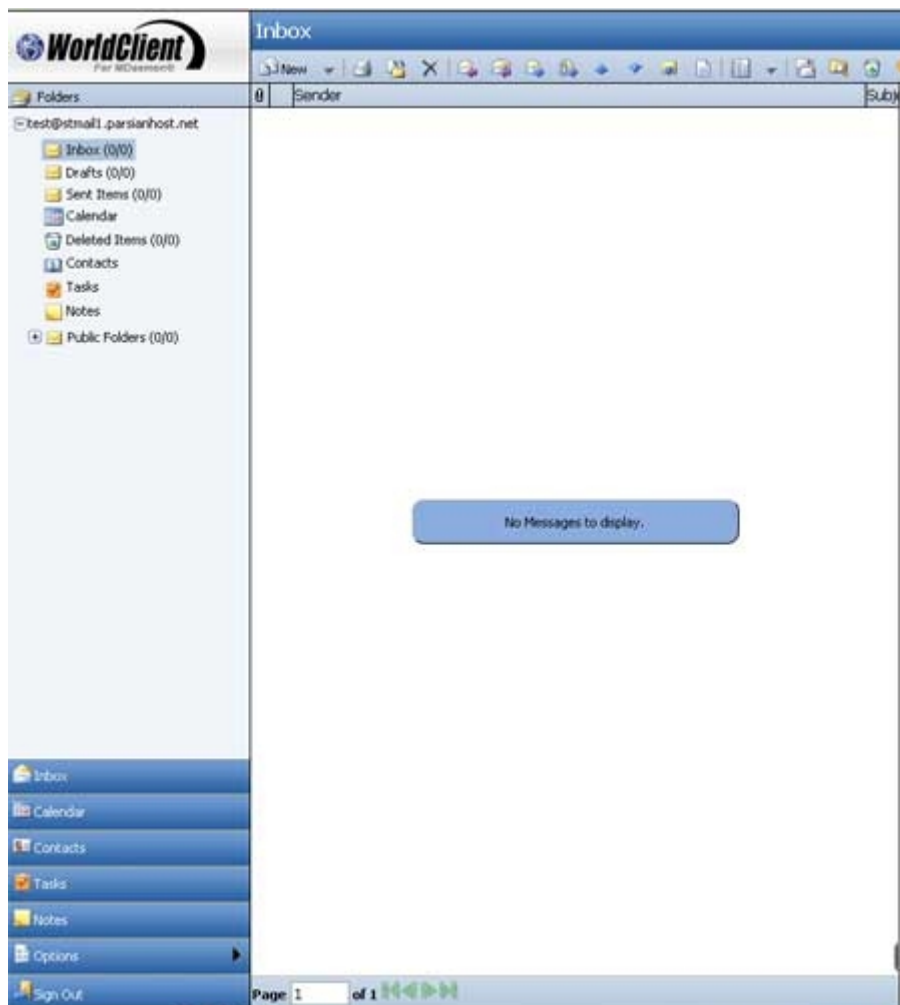 WorldClient
For MDaemon®
Folders
test@stmail1.parsianhost.net
Inbox (0/0)
Drafts (0/0)
Sent Items (0/0)
Calendar
Deleted Items (0/0)
Contacts
Tasks
Notes
Public Folders (0/0)
Inbox
Calendar
Contacts
Tasks
Notes
Options
Sign Out
Inbox
New
Sender
Subj
No Messages to display.
Page 1 of 1